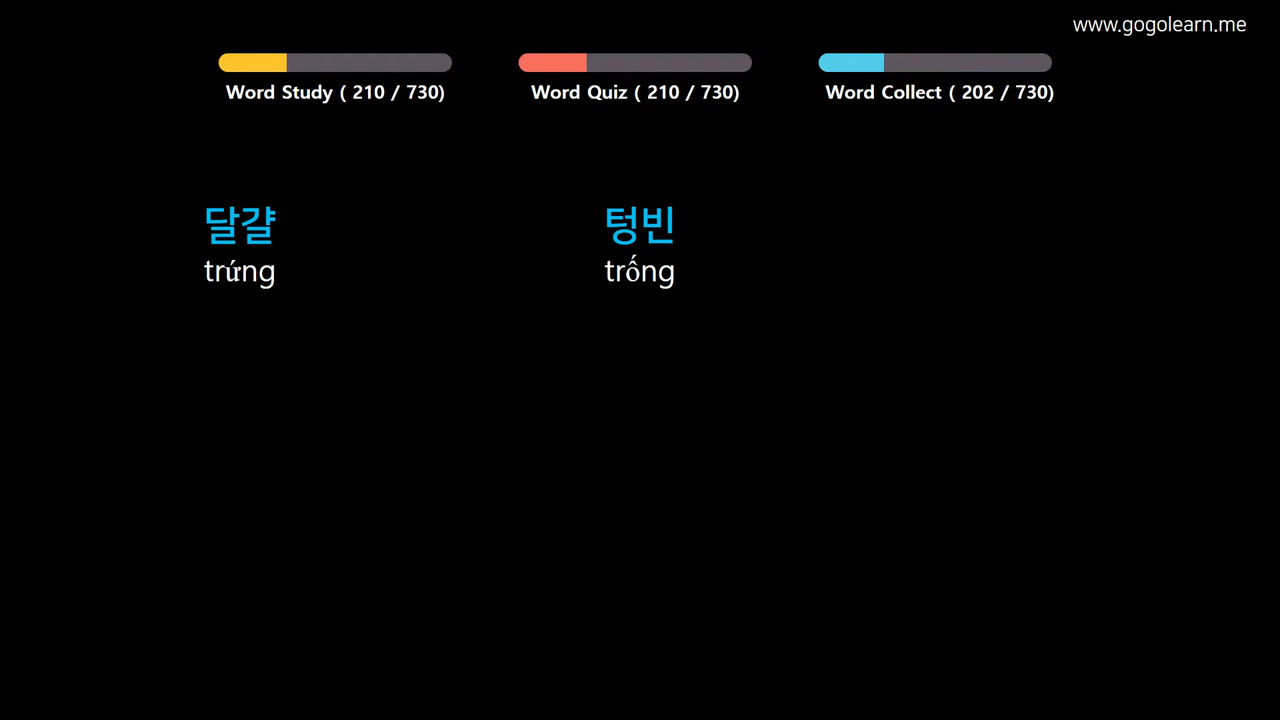 www.gogolearn.me
Word Study ( 210 / 730)
Word Quiz ( 210 / 730)
Word Collect ( 202 / 730)
달걀
trứng
텅빈
trống